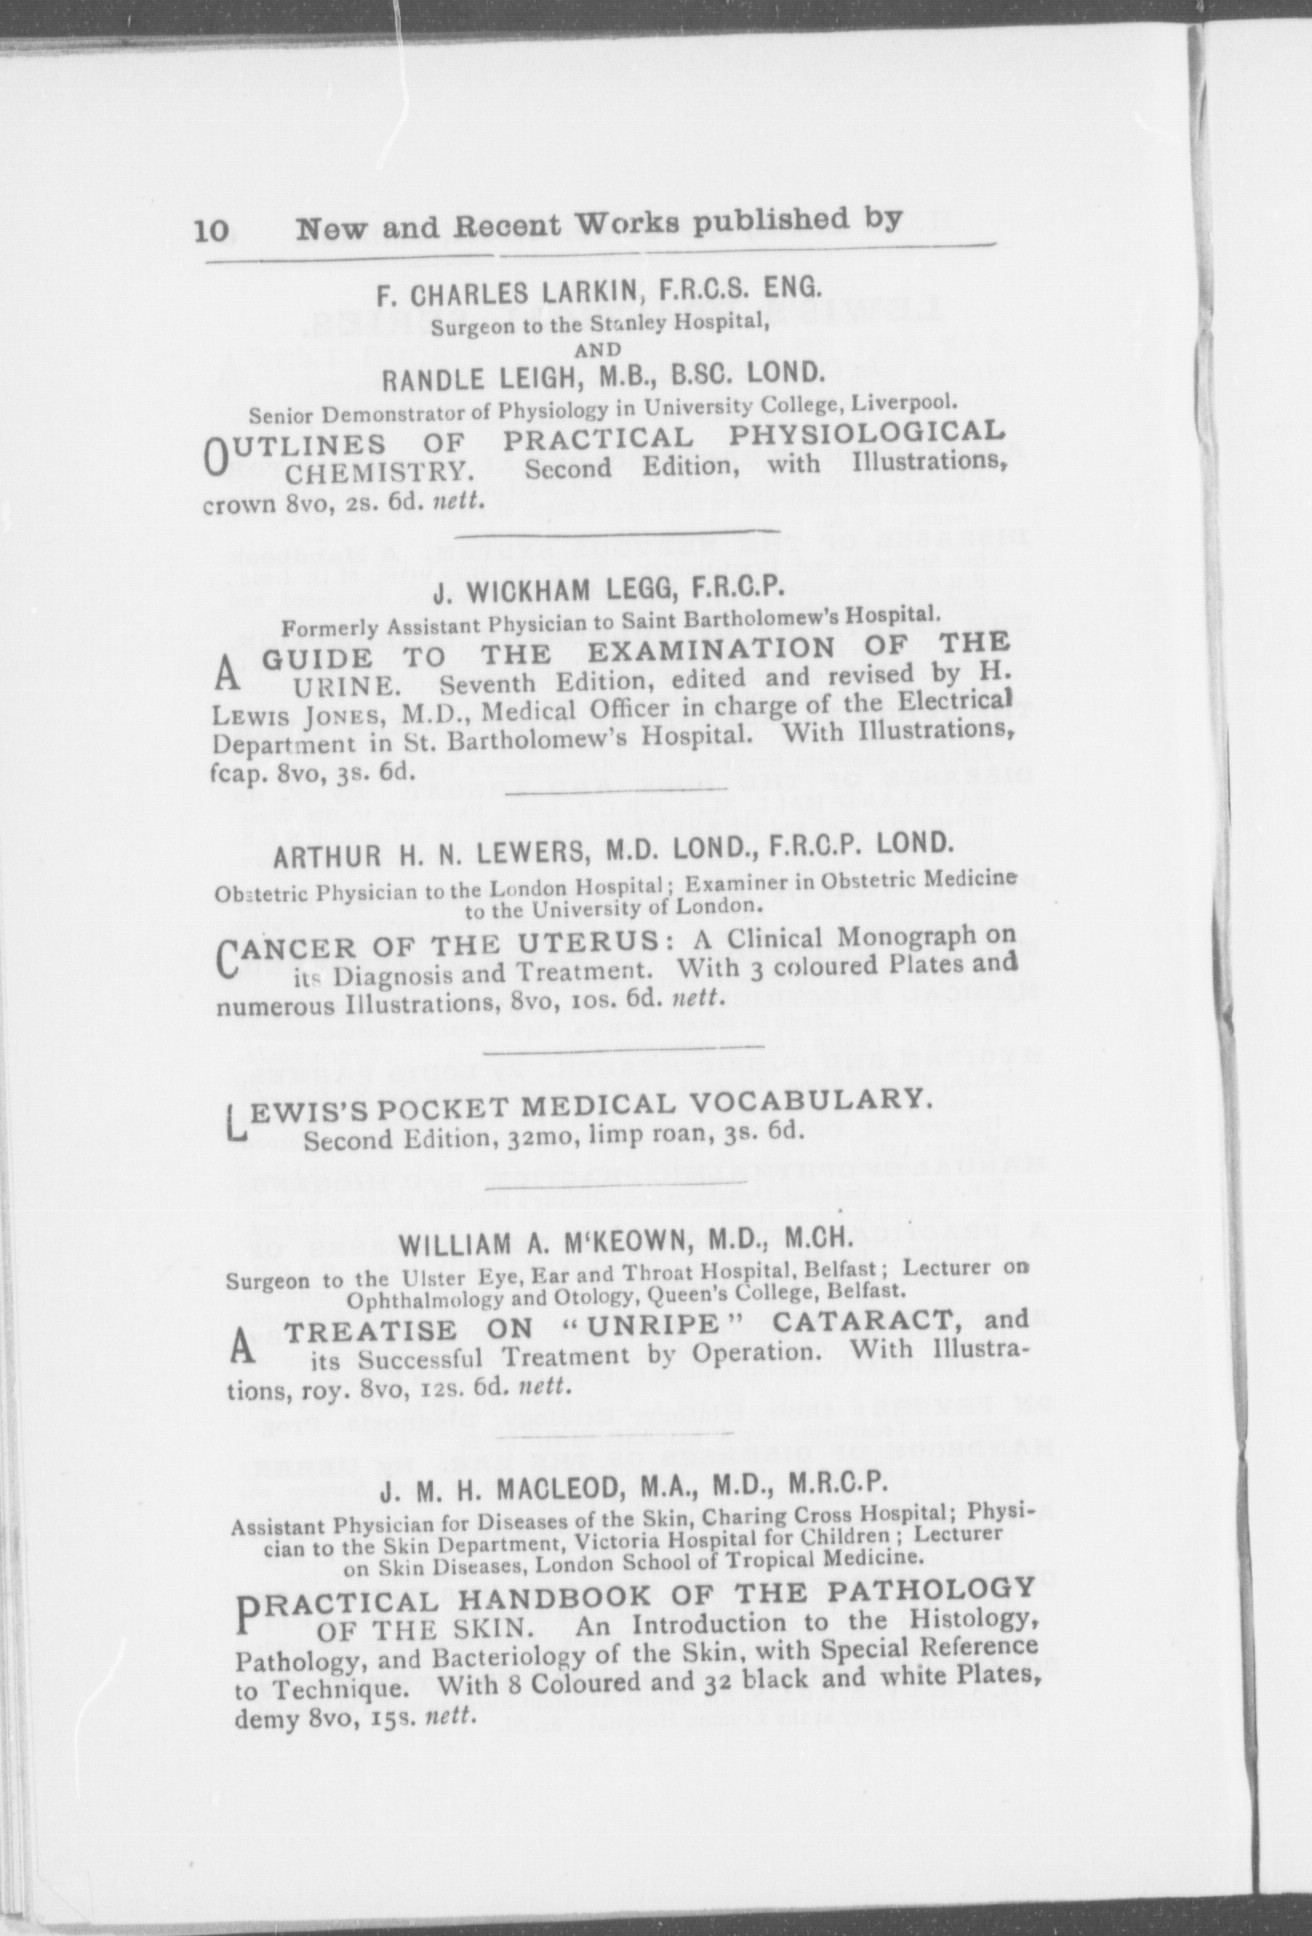 10 New and Recent Works published by
F. CHARLES LARKIN, F.R.C.S. ENG.
Surgeon to the Stanley Hospital,
AND
RANDLE LEIGH, M.B., B.SC. LOND.
Senior Demonstrator of Physiology in University College, Liverpool.
OUTLINES OF PRACTICAL PHYSIOLOGICAL
CHEMISTRY. Second Edition, with Illustrations,
crown 8vo, 2s. 6d. nett.
J. WICKHAM LEGG, F.R.C.P.
Formerly Assistant Physician to Saint Bartholomew's Hospital.
A GUIDE TO THE EXAMINATION OF THE
URINE. Seventh Edition, edited and revised by H.
LEWIS JONES, M.D., Medical Officer in charge of the Electrical
Department in St. Bartholomew's Hospital. With Illustrations,
fcap. 8vo, 3s. 6d.
ARTHUR H. N. LEWERS, M.D. LOND., F.R.C.P. LOND.
Obstetric Physician to the London Hospital; Examiner in Obstetric Medicine
to the University of London.
CANCER OF THE UTERUS: A Clinical Monograph on
its Diagnosis and Treatment. With 3 coloured Plates and
numerous Illustrations, 8vo, 10s. 6d. nett.
LEWIS'S POCKET MEDICAL VOCABULARY.
Second Edition, 32mo, limp roan, 3s. 6d.
WILLIAM A. M‘KEOWN, M.D., M.CH.
Surgeon to the Ulster Eye, Ear and Throat Hospital, Belfast; Lecturer on
Ophthalmology and Otology, Queen's College, Belfast.
A TREATISE ON “UNRIPE” CATARACT, and
its Successful Treatment by Operation. With Illustra-
tions, roy. 8vo, 12s. 6d. nett.
J. M. H. MACLEOD, M.A., M.D., M.R.C.P.
Assistant Physician for Diseases of the Skin, Charing Cross Hospital; Physi-
cian to the Skin Department, Victoria Hospital for Children; Lecturer
on Skin Diseases, London School of Tropical Medicine.
PRACTICAL HANDBOOK OF THE PATHOLOGY
OF THE SKIN. An Introduction to the Histology,
Pathology, and Bacteriology of the Skin, with Special Reference
to Technique. With 8 Coloured and 32 black and white Plates,
demy 8vo, 15s. nett.